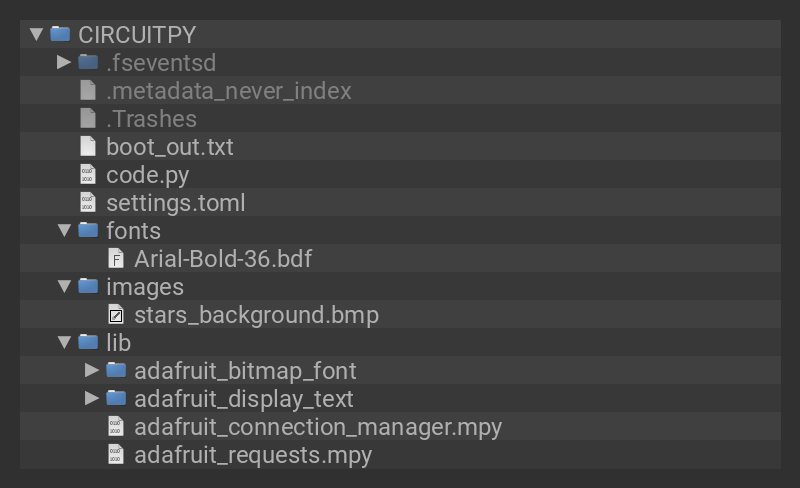 CIRCUITPY
.fseventsd
.metadata_never_index
.Trashes
boot_out.txt
code.py
settings.toml
fonts
Arial-Bold-36.bdf
images
stars_background.bmp
lib
adafruit_bitmap_font
adafruit_display_text
adafruit_connection_manager.mpy
adafruit_requests.mpy